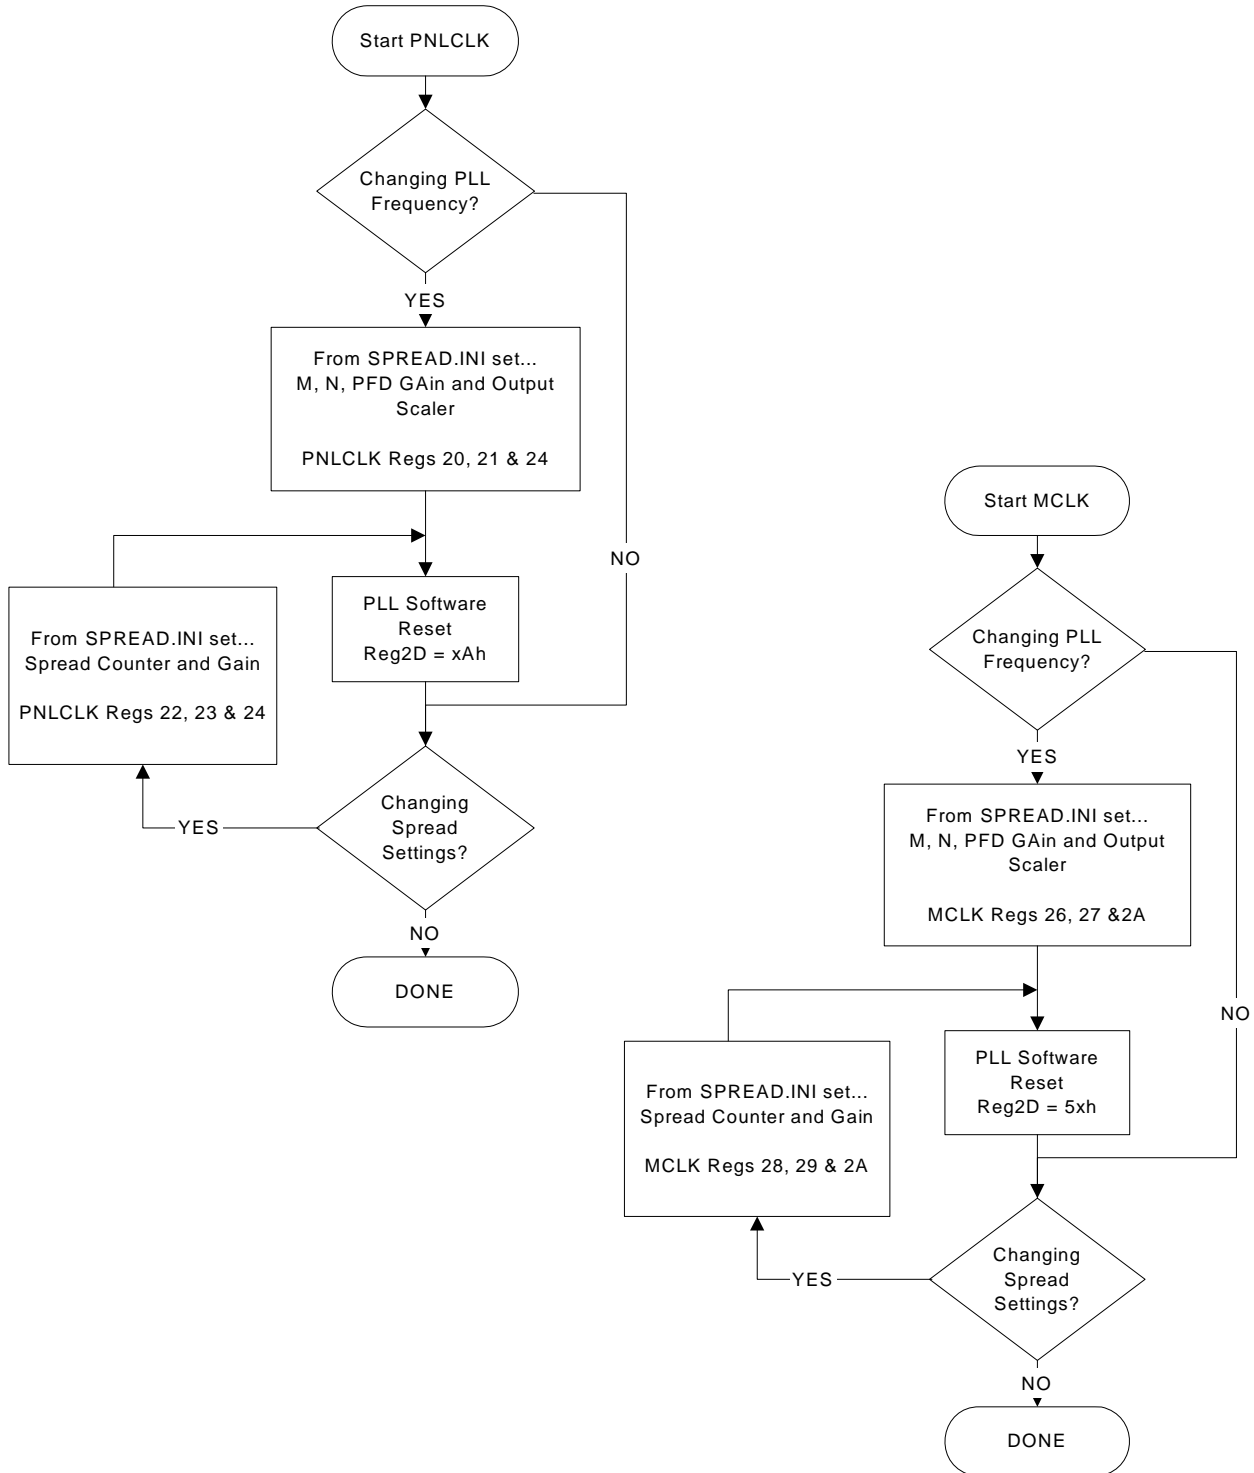 Start PNLCLK
Changing PLL
Frequency?
YES
From SPREAD.INI set...
M, N, PFD GAin and Output
Scaler
PNLCLK Regs 20, 21 & 24
NO
PLL Software
Reset
Reg2D = xAh
From SPREAD.INI set...
Spread Counter and Gain
PNLCLK Regs 22, 23 & 24
Changing
Spread
Settings?
YES
NO
DONE
Start MCLK
Changing PLL
Frequency?
YES
From SPREAD.INI set...
M, N, PFD GAin and Output
Scaler
MCLK Regs 26, 27 &2A
NO
PLL Software
Reset
Reg2D = 5xh
From SPREAD.INI set...
Spread Counter and Gain
MCLK Regs 28, 29 & 2A
Changing
Spread
Settings?
YES
NO
DONE